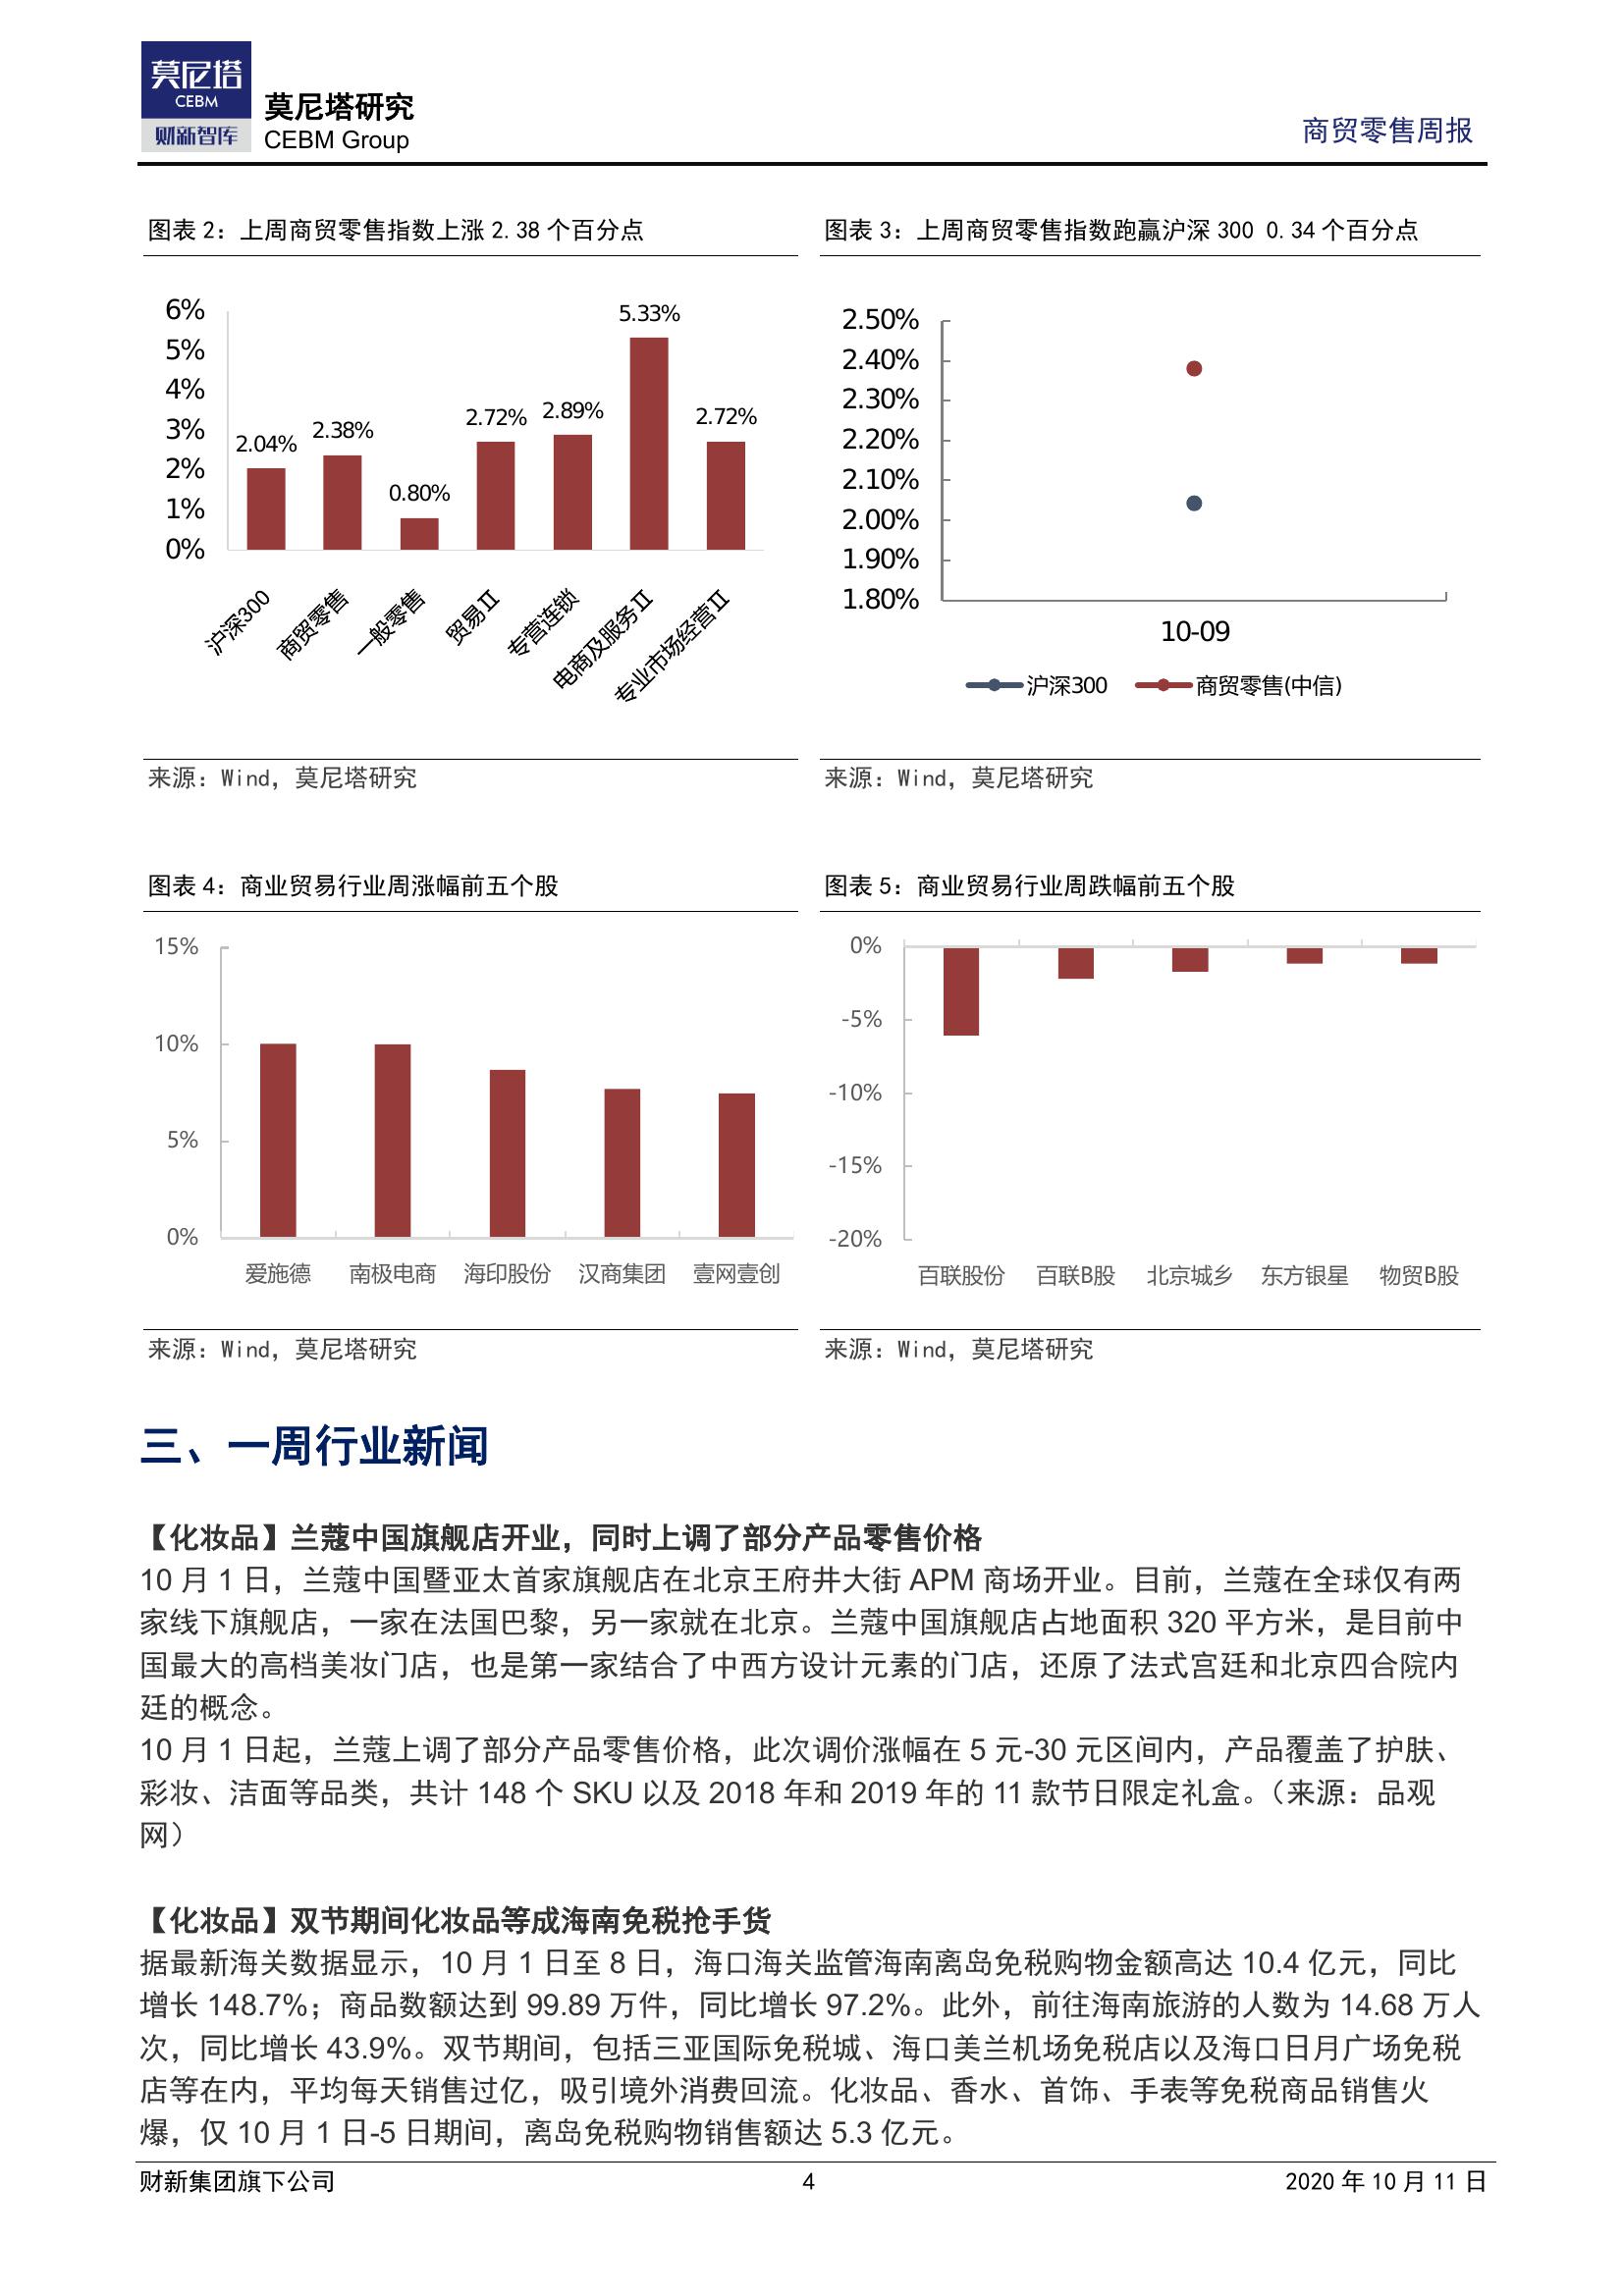 莫尼塔
CEBM
财新智库
莫尼塔研究
CEBM Group
商贸零售周报
图表 2：上周商贸零售指数上涨 2.38 个百分点
6%
5%
4%
3%
2%
1%
0%
2.04%
2.38%
0.80%
2.72%
2.89%
5.33%
2.72%
沪深300
商贸零售
一般零售
贸易Ⅱ
专营连锁
电商及服务Ⅱ
专业市场经营Ⅱ
来源：Wind，莫尼塔研究
图表 3：上周商贸零售指数跑赢沪深 300 0.34 个百分点
2.50%
2.40%
2.30%
2.20%
2.10%
2.00%
1.90%
1.80%
10-09
沪深300
商贸零售(中信)
来源：Wind，莫尼塔研究
图表 4：商业贸易行业周涨幅前五个股
15%
10%
5%
0%
爱施德 南极电商 海印股份 汉商集团 壹网壹创
来源：Wind，莫尼塔研究
图表 5：商业贸易行业周跌幅前五个股
0%
-5%
-10%
-15%
-20%
百联股份 百联B股 北京城乡 东方银星 物贸B股
来源：Wind，莫尼塔研究
三、一周行业新闻
【化妆品】兰蔻中国旗舰店开业，同时上调了部分产品零售价格
10 月 1 日，兰蔻中国暨亚太首家旗舰店在北京王府井大街 APM 商场开业。目前，兰蔻在全球仅有两
家线下旗舰店，一家在法国巴黎，另一家就在北京。兰蔻中国旗舰店占地面积 320 平方米，是目前中
国最大的高档美妆门店，也是第一家结合了中西方设计元素的门店，还原了法式宫廷和北京四合院内
廷的概念。
10 月 1 日起，兰蔻上调了部分产品零售价格，此次调价涨幅在 5 元-30 元区间内，产品覆盖了护肤、
彩妆、洁面等品类，共计 148 个 SKU 以及 2018 年和 2019 年的 11 款节日限定礼盒。（来源：品观
网）
【化妆品】双节期间化妆品等成海南免税抢手货
据最新海关数据显示，10 月 1 日至 8 日，海口海关监管海南离岛免税购物金额高达 10.4 亿元，同比
增长 148.7%；商品数额达到 99.89 万件，同比增长 97.2%。此外，前往海南旅游的人数为 14.68 万人
次，同比增长 43.9%。双节期间，包括三亚国际免税城、海口美兰机场免税店以及海口日月广场免税
店等在内，平均每天销售过亿，吸引境外消费回流。化妆品、香水、首饰、手表等免税商品销售火
爆，仅 10 月 1 日-5 日期间，离岛免税购物销售额达 5.3 亿元。
财新集团旗下公司
4
2020 年 10 月 11 日